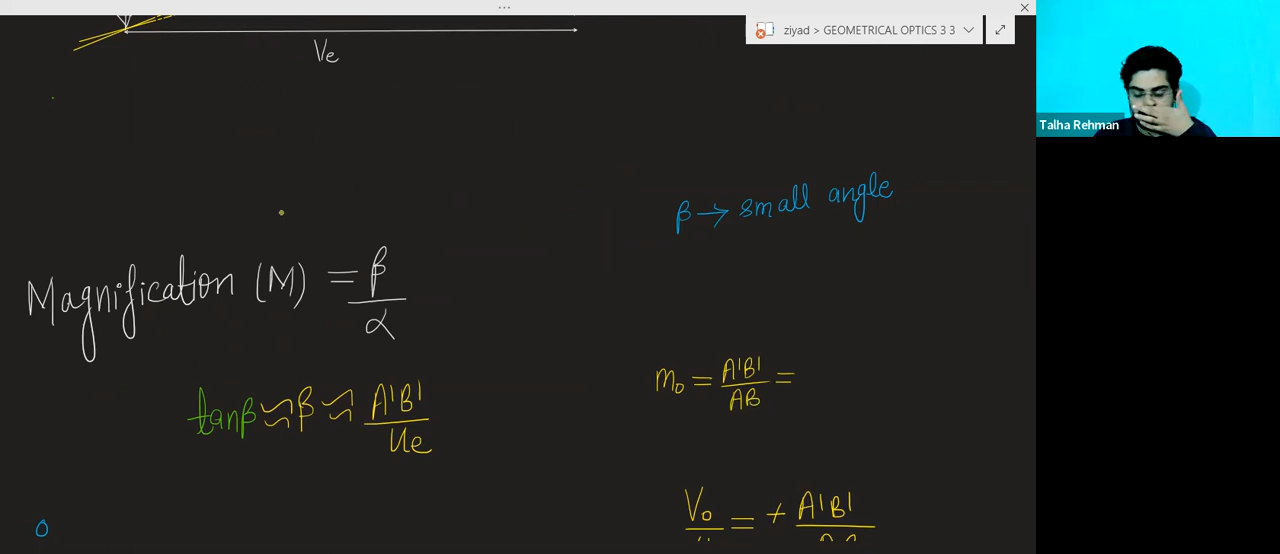 ziyad > GEOMETRICAL OPTICS 3 3
Ve
Talha Rehman
β → small angle
Magnification (M) = β/α
m₀ = A'B'/AB =
tanβ ≈ β ≈ A'B'/Ue
V₀
= + A'B'
O